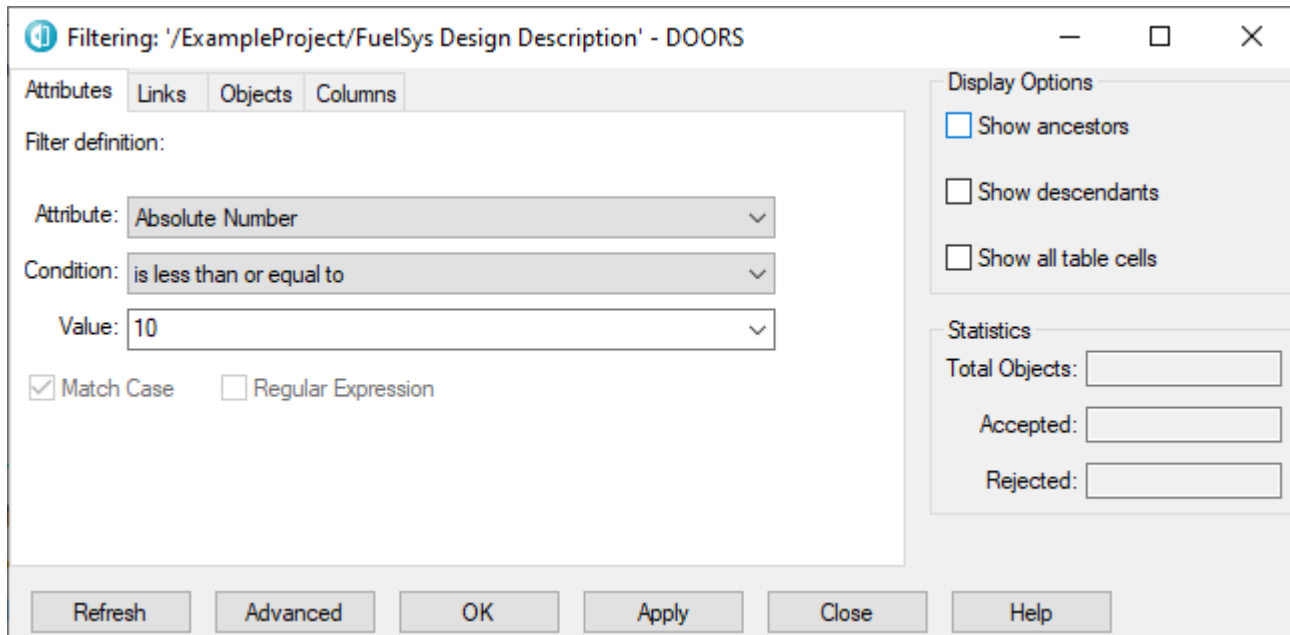 Filtering: '/ExampleProject/FuelSys Design Description' - DOORS
Attributes Links Objects Columns
Filter definition:
Attribute: Absolute Number
Condition: is less than or equal to
Value: 10
Match Case Regular Expression
Display Options
Show ancestors
Show descendants
Show all table cells
Statistics
Total Objects:
Accepted:
Rejected:
Refresh Advanced OK Apply Close Help